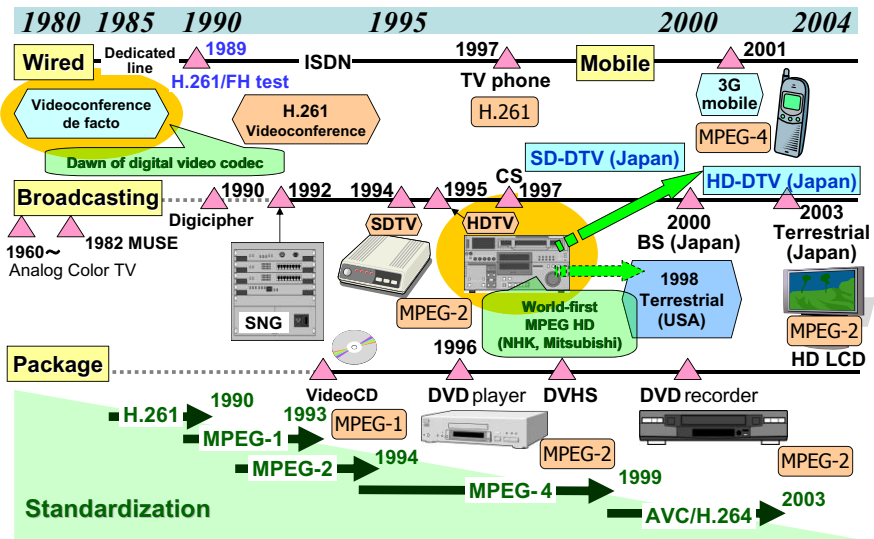 1980 1985 1990 1995 2000 2004
Wired
Dedicated
line
1989
H.261/FH test
ISDN
1997
TV phone
H.261
Mobile
2001
3G
mobile
MPEG-4
Videoconference
de facto
H.261
Videoconference
Dawn of digital video codec
SD-DTV (Japan)
HD-DTV (Japan)
Broadcasting
1990
Digicipher
1992
1994
1995
CS
1997
SDTV
HDTV
2000
BS (Japan)
2003
Terrestrial
(Japan)
1960～
Analog Color TV
1982 MUSE
SNG
MPEG-2
World-first
MPEG HD
(NHK, Mitsubishi)
1998
Terrestrial
(USA)
MPEG-2
HD LCD
Package
VideoCD
MPEG-1
1996
DVD player
DVHS
MPEG-2
DVD recorder
MPEG-2
H.261
1990
MPEG-1
1993
MPEG-2
1994
MPEG-4
1999
AVC/H.264
2003
Standardization